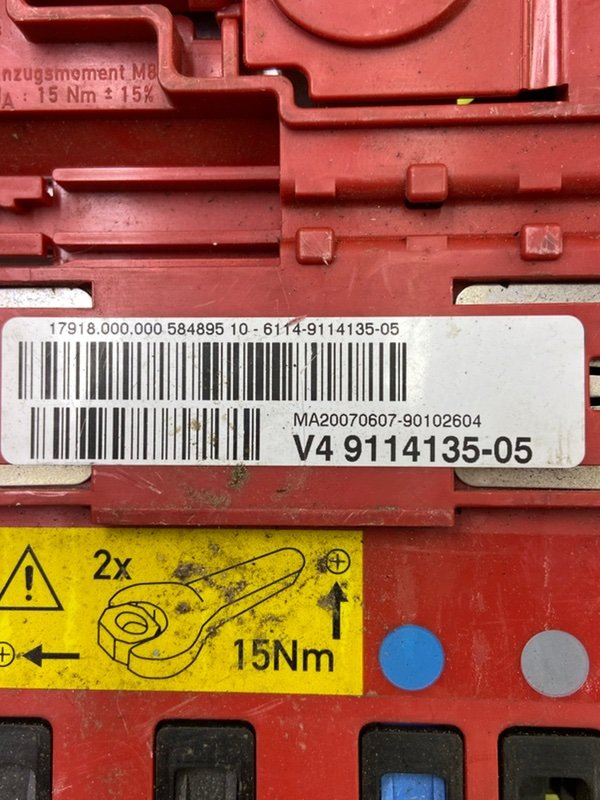 nzugsmoment M8
A : 15 Nm ± 15%
17918.000.000 584895 10 - 6114-9114135-05
MA20070607-90102604
V4 9114135-05
2x
15Nm